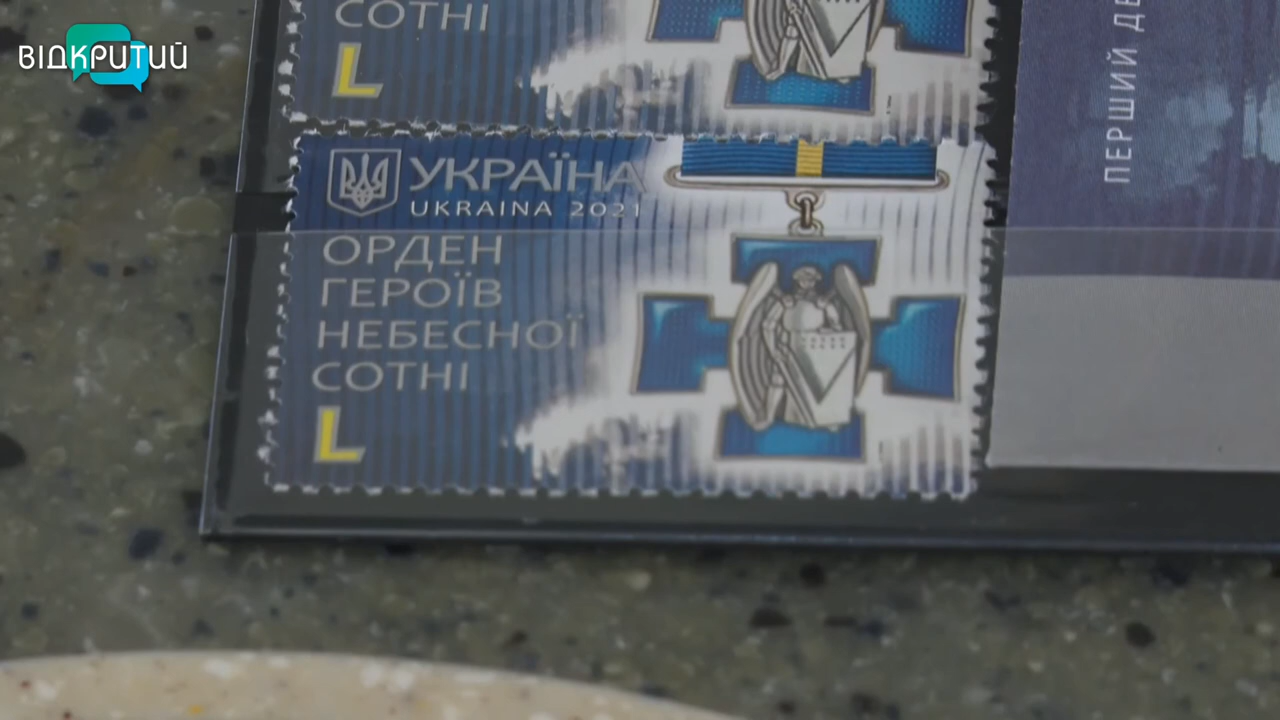 ВІДКРИТИЙ
СОТНІ
L
УКРАЇНА
UKRAINA 2021
ОРДЕН
ГЕРОЇВ
НЕБЕСНОЇ
СОТНІ
L
ПЕРШИЙ